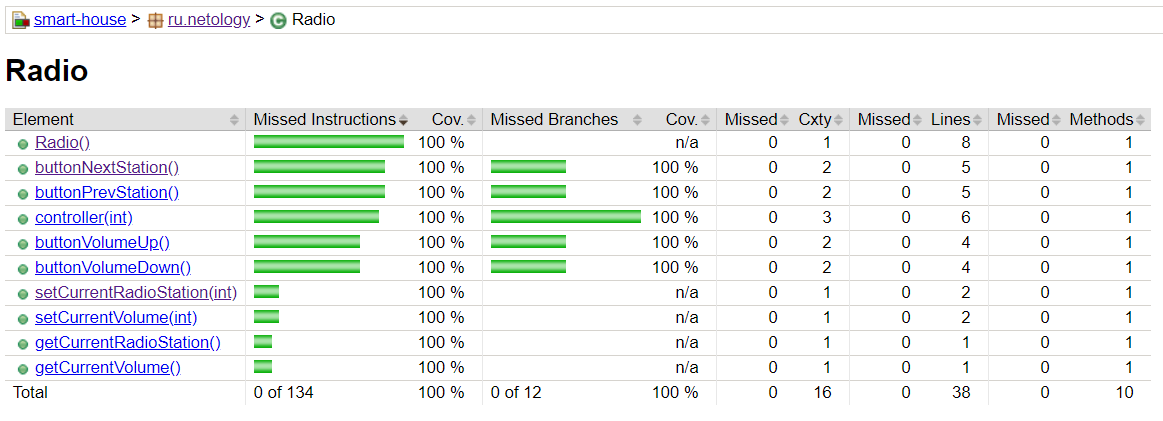 smart-house > ru.netology > Radio
Radio
Element Missed Instructions Cov. Missed Branches Cov. Missed Cxty Missed Lines Missed Methods
Radio() 100 % n/a 0 1 0 8 0 1
buttonNextStation() 100 % 100 % 0 2 0 5 0 1
buttonPrevStation() 100 % 100 % 0 2 0 5 0 1
controller(int) 100 % 100 % 0 3 0 6 0 1
buttonVolumeUp() 100 % 100 % 0 2 0 4 0 1
buttonVolumeDown() 100 % 100 % 0 2 0 4 0 1
setCurrentRadioStation(int) 100 % n/a 0 1 0 2 0 1
setCurrentVolume(int) 100 % n/a 0 1 0 2 0 1
getCurrentRadioStation() 100 % n/a 0 1 0 1 0 1
getCurrentVolume() 100 % n/a 0 1 0 1 0 1
Total 0 of 134 100 % 0 of 12 100 % 0 16 0 38 0 10